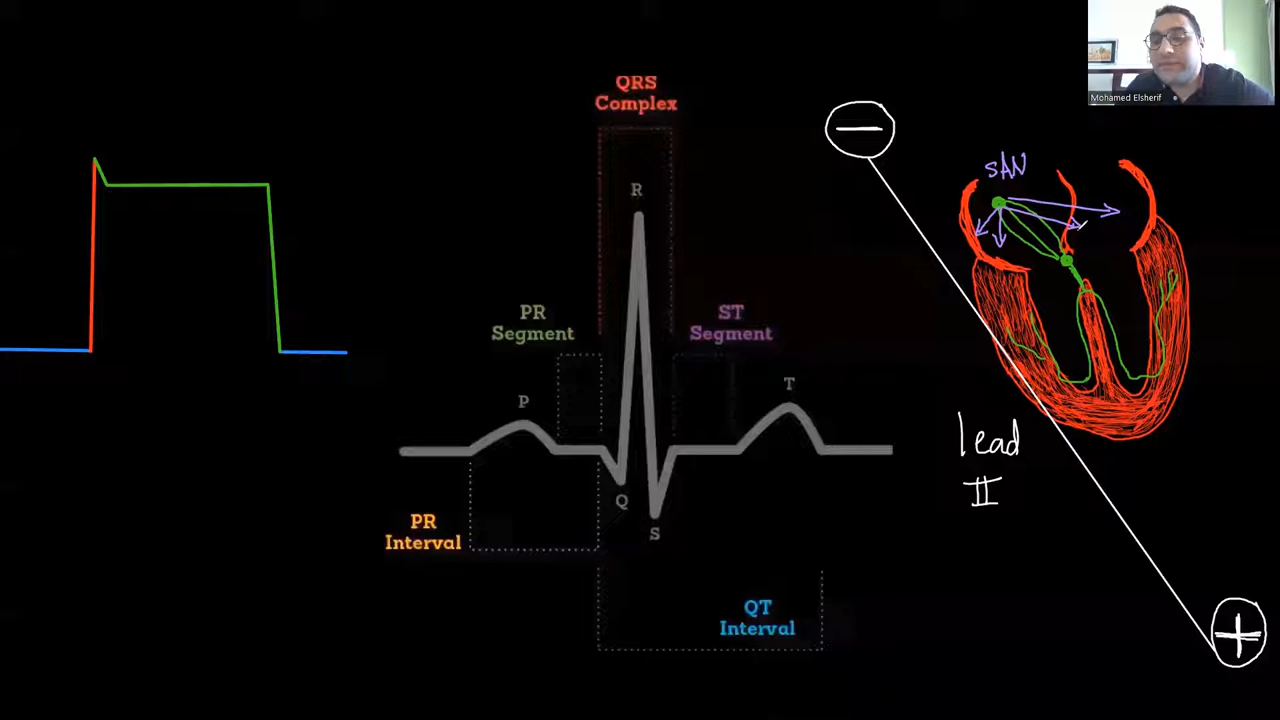 QRS
Complex
R
PR
Segment
ST
Segment
P
T
Q
S
PR
Interval
QT
Interval
Mohamed Elsherif
SAN
lead
II